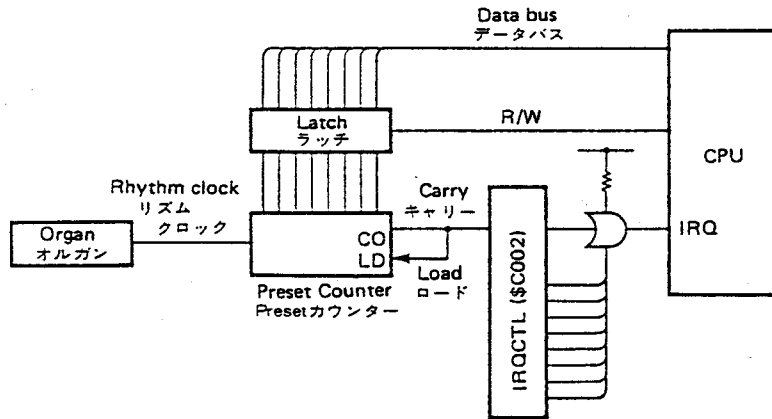 Data bus
データバス
Latch
ラッチ
R/W
CPU
Rhythm clock
リズム
クロック
Carry
キャリー
Organ
オルガン
CO
LD
IRQ
Load
ロード
Preset Counter
Presetカウンター
IRQCTL ($C002)